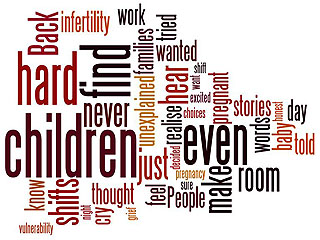 infertility
work
Back
tried
hard
find
families
wanted
shift
hear
want
excited
pregnant
unexplained
realise
choices
stories
never
words
honest
day
children
even
baby
told
just
decided
pregnancy
make
room
know
shifts
thought
feel
sure
People
night
cry
grief
vulnerability